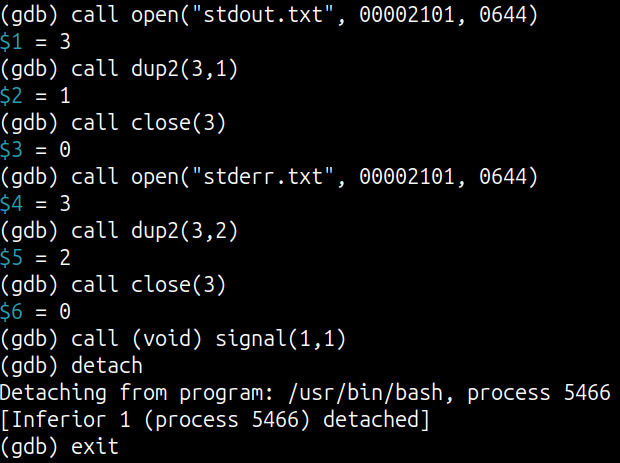 (gdb) call open("stdout.txt", 00002101, 0644)
$1 = 3
(gdb) call dup2(3,1)
$2 = 1
(gdb) call close(3)
$3 = 0
(gdb) call open("stderr.txt", 00002101, 0644)
$4 = 3
(gdb) call dup2(3,2)
$5 = 2
(gdb) call close(3)
$6 = 0
(gdb) call (void) signal(1,1)
(gdb) detach
Detaching from program: /usr/bin/bash, process 5466
[Inferior 1 (process 5466) detached]
(gdb) exit